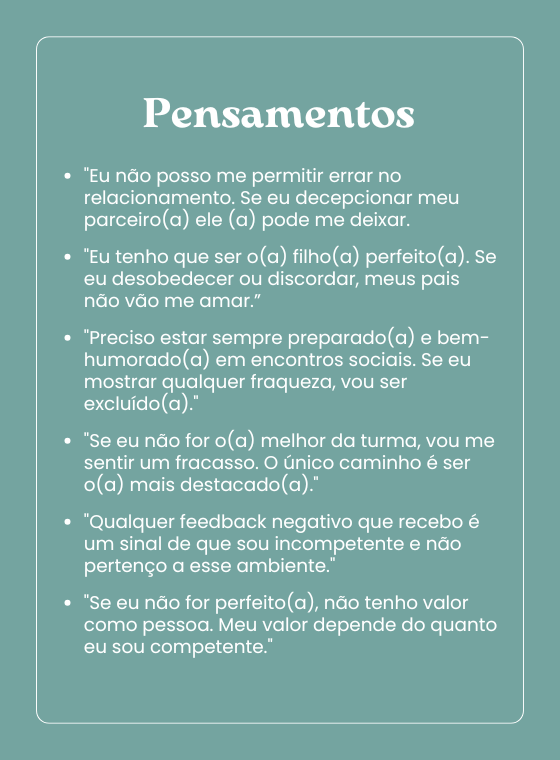 Pensamentos
• "Eu não posso me permitir errar no
relacionamento. Se eu decepcionar meu
parceiro(a) ele (a) pode me deixar.
• "Eu tenho que ser o(a) filho(a) perfeito(a). Se
eu desobedecer ou discordar, meus pais
não vão me amar.”
• "Preciso estar sempre preparado(a) e bem-
humorado(a) em encontros sociais. Se eu
mostrar qualquer fraqueza, vou ser
excluído(a)."
• "Se eu não for o(a) melhor da turma, vou me
sentir um fracasso. O único caminho é ser
o(a) mais destacado(a)."
• "Qualquer feedback negativo que recebo é
um sinal de que sou incompetente e não
pertenço a esse ambiente."
• "Se eu não for perfeito(a), não tenho valor
como pessoa. Meu valor depende do quanto
eu sou competente."